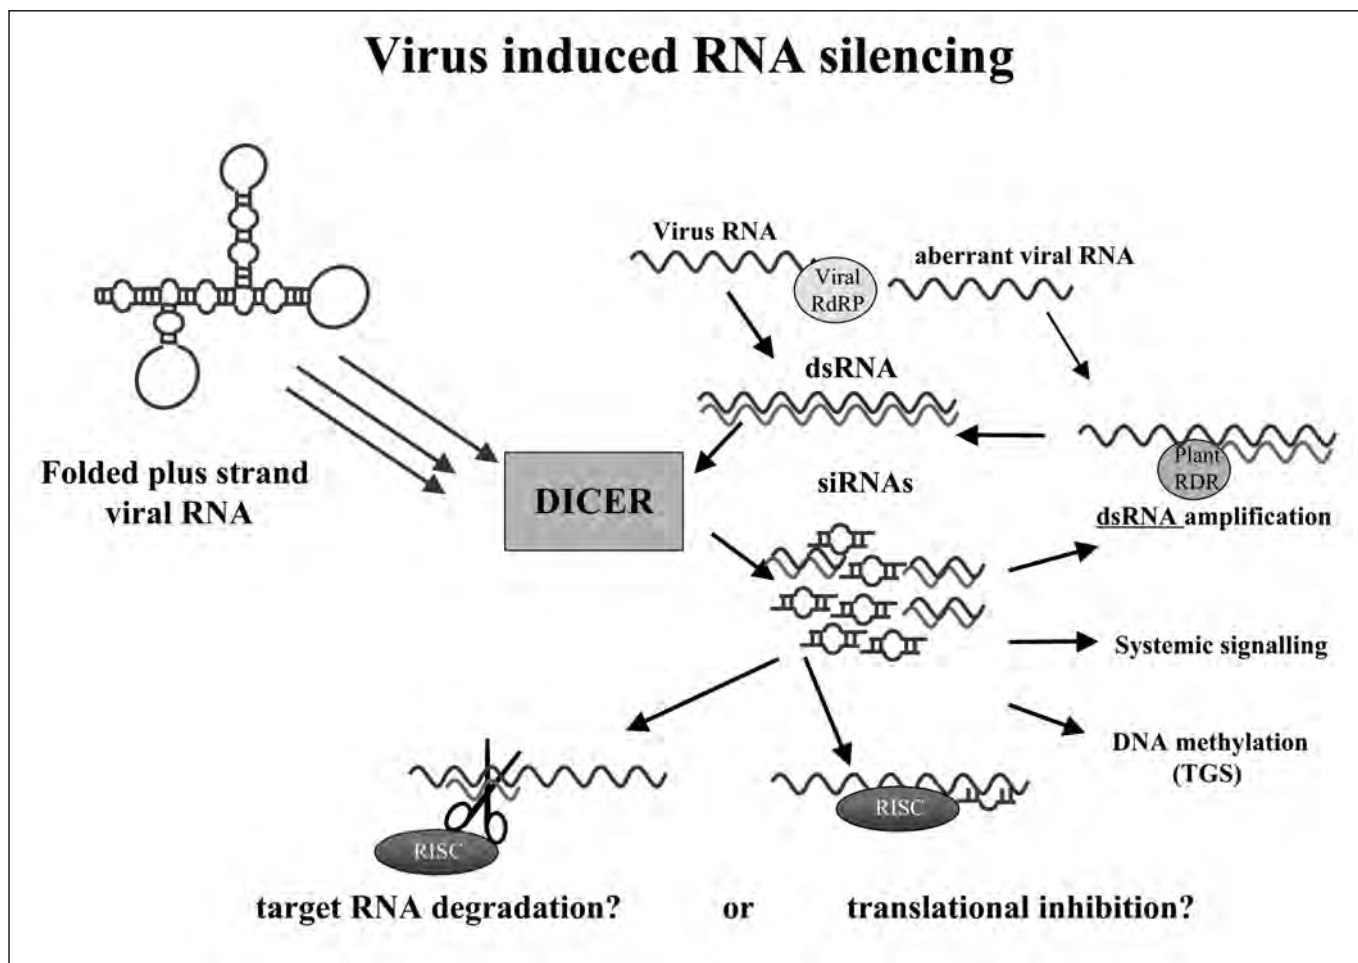 Virus induced RNA silencing
Virus RNA
aberrant viral RNA
Viral
RdRP
dsRNA
Folded plus strand
viral RNA
DICER
siRNAs
Plant
RDR
dsRNA amplification
Systemic signalling
DNA methylation
(TGS)
RISC
RISC
target RNA degradation? or translational inhibition?